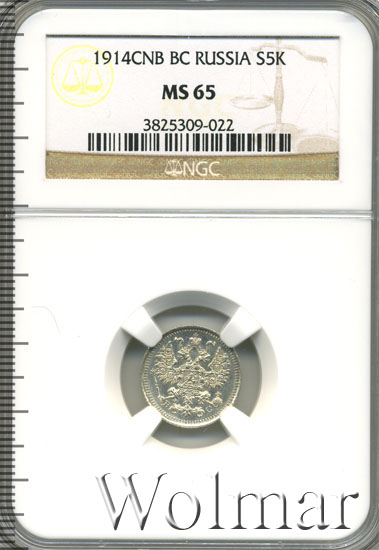 1914CNB BC RUSSIA S5K
MS 65
3825309-022
NGC
Wolmar